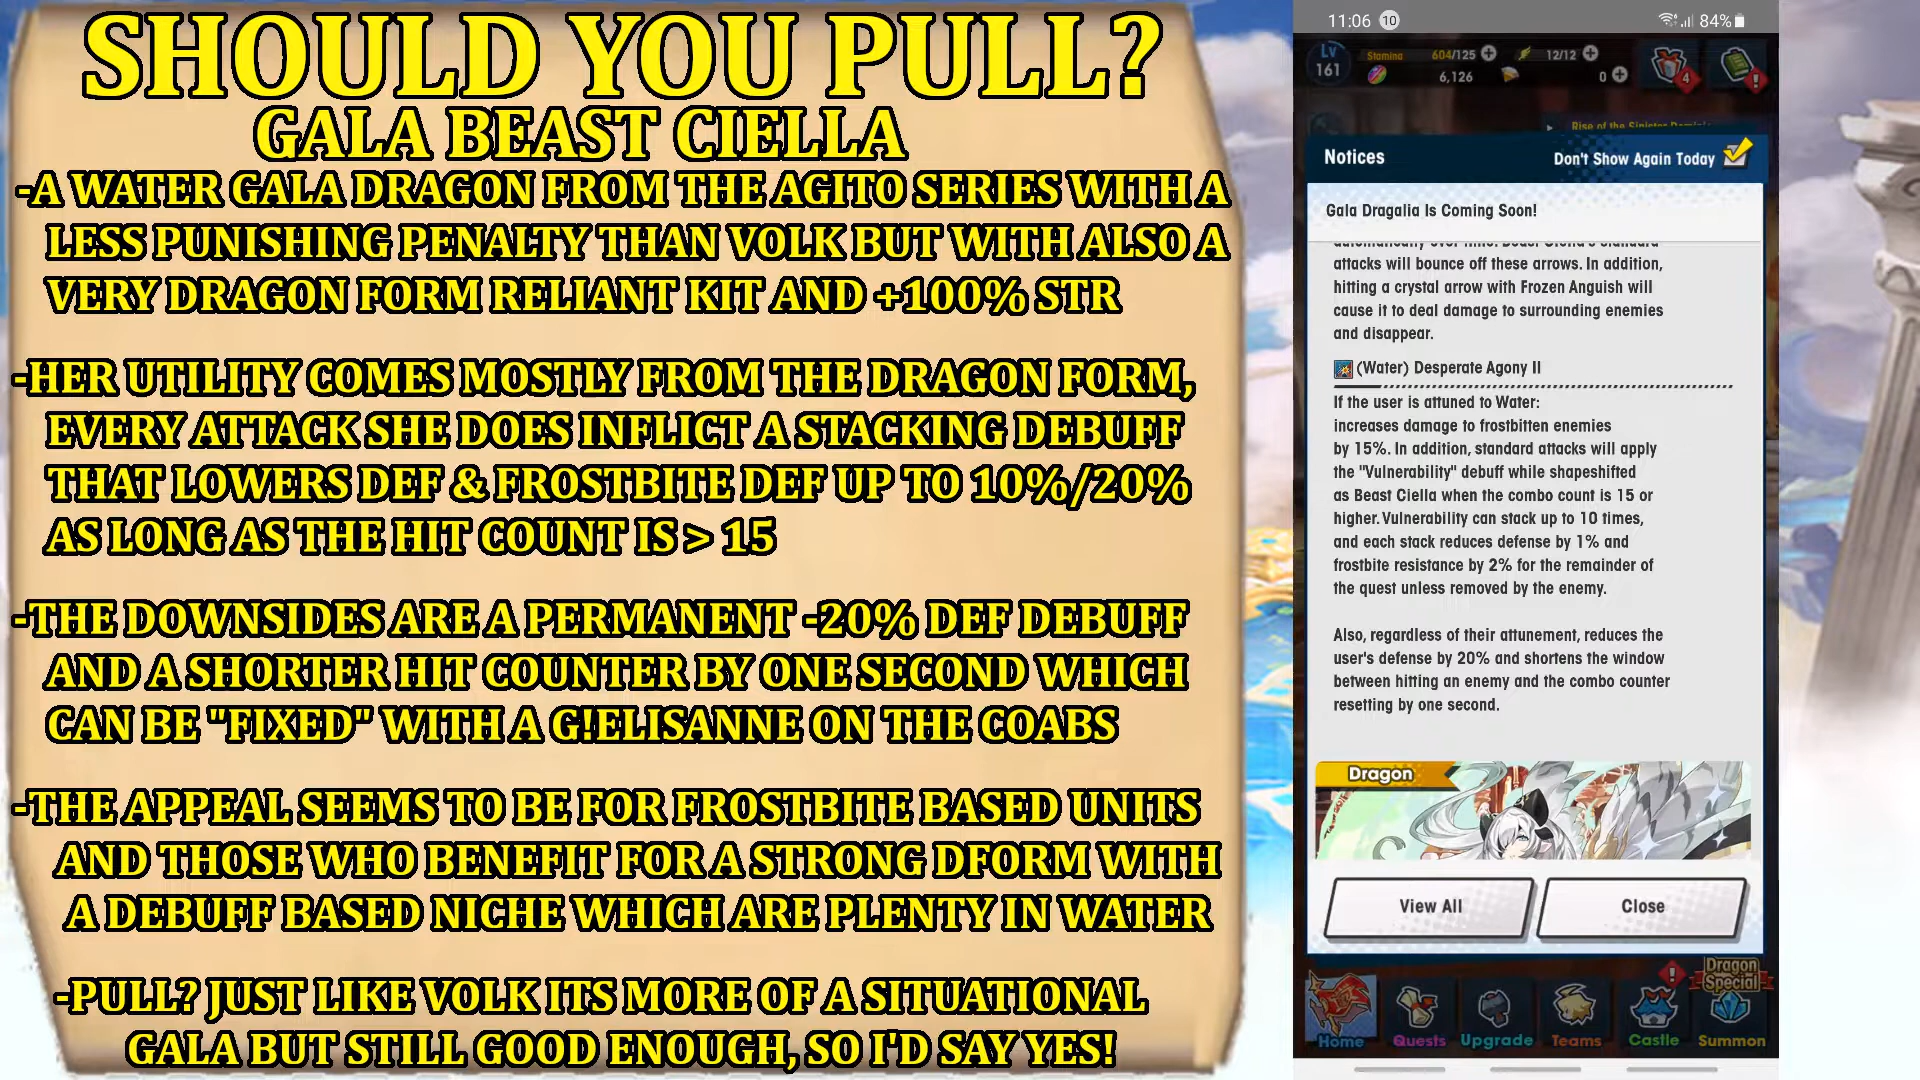 SHOULD YOU PULL?
GALA BEAST CIELLA
-A WATER GALA DRAGON FROM THE AGITO SERIES WITH A
LESS PUNISHING PENALTY THAN VOLK BUT WITH ALSO A
VERY DRAGON FORM RELIANT KIT AND +100% STR
-HER UTILITY COMES MOSTLY FROM THE DRAGON FORM,
EVERY ATTACK SHE DOES INFLICT A STACKING DEBUFF
THAT LOWERS DEF & FROSTBITE DEF UP TO 10%/20%
AS LONG AS THE HIT COUNT IS > 15
-THE DOWNSIDES ARE A PERMANENT -20% DEF DEBUFF
AND A SHORTER HIT COUNTER BY ONE SECOND WHICH
CAN BE "FIXED" WITH A G!ELISANNE ON THE COABS
-THE APPEAL SEEMS TO BE FOR FROSTBITE BASED UNITS
AND THOSE WHO BENEFIT FOR A STRONG DFORM WITH
A DEBUFF BASED NICHE WHICH ARE PLENTY IN WATER
-PULL? JUST LIKE VOLK ITS MORE OF A SITUATIONAL
GALA BUT STILL GOOD ENOUGH, SO I'D SAY YES!
11:06 10 84%
Lv 161
Stamina 604/125 12/12
6,126 0
4 !
Rise of the Sinister Domini
Notices Don't Show Again Today
Gala Dragalia Is Coming Soon!
automatically over time. Beast Ciella's standard
attacks will bounce off these arrows. In addition,
hitting a crystal arrow with Frozen Anguish will
cause it to deal damage to surrounding enemies
and disappear.
(Water) Desperate Agony II
If the user is attuned to Water:
increases damage to frostbitten enemies
by 15%. In addition, standard attacks will apply
the "Vulnerability" debuff while shapeshifted
as Beast Ciella when the combo count is 15 or
higher. Vulnerability can stack up to 10 times,
and each stack reduces defense by 1% and
frostbite resistance by 2% for the remainder of
the quest unless removed by the enemy.
Also, regardless of their attunement, reduces the
user's defense by 20% and shortens the window
between hitting an enemy and the combo counter
resetting by one second.
Dragon
View All Close
! Dragon Special
Home Quests Upgrade Teams Castle Summon